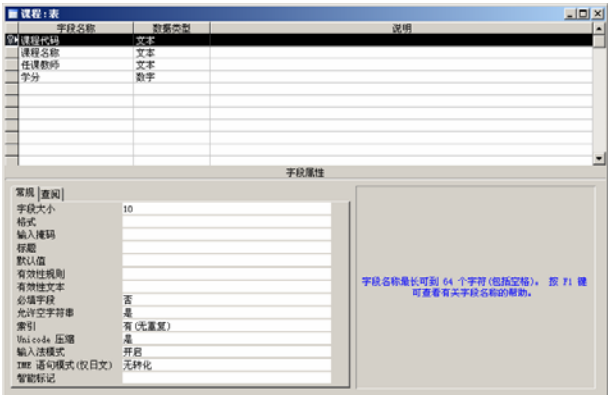 课程:表
字段名称 数据类型 说明
课程代码 文本
课程名称 文本
任课教师 文本
学分 数字
字段属性
常规 查阅
字段大小 10
格式
输入掩码
标题
默认值
有效性规则
有效性文本
必填字段 否
允许空字符串 是
索引 有(无重复)
Unicode 压缩 是
输入法模式 开启
IME 语句模式(仅日文) 无转化
智能标记
字段名称最长可到 64 个字符(包括空格)。 按 F1 键
可查看有关字段名称的帮助。